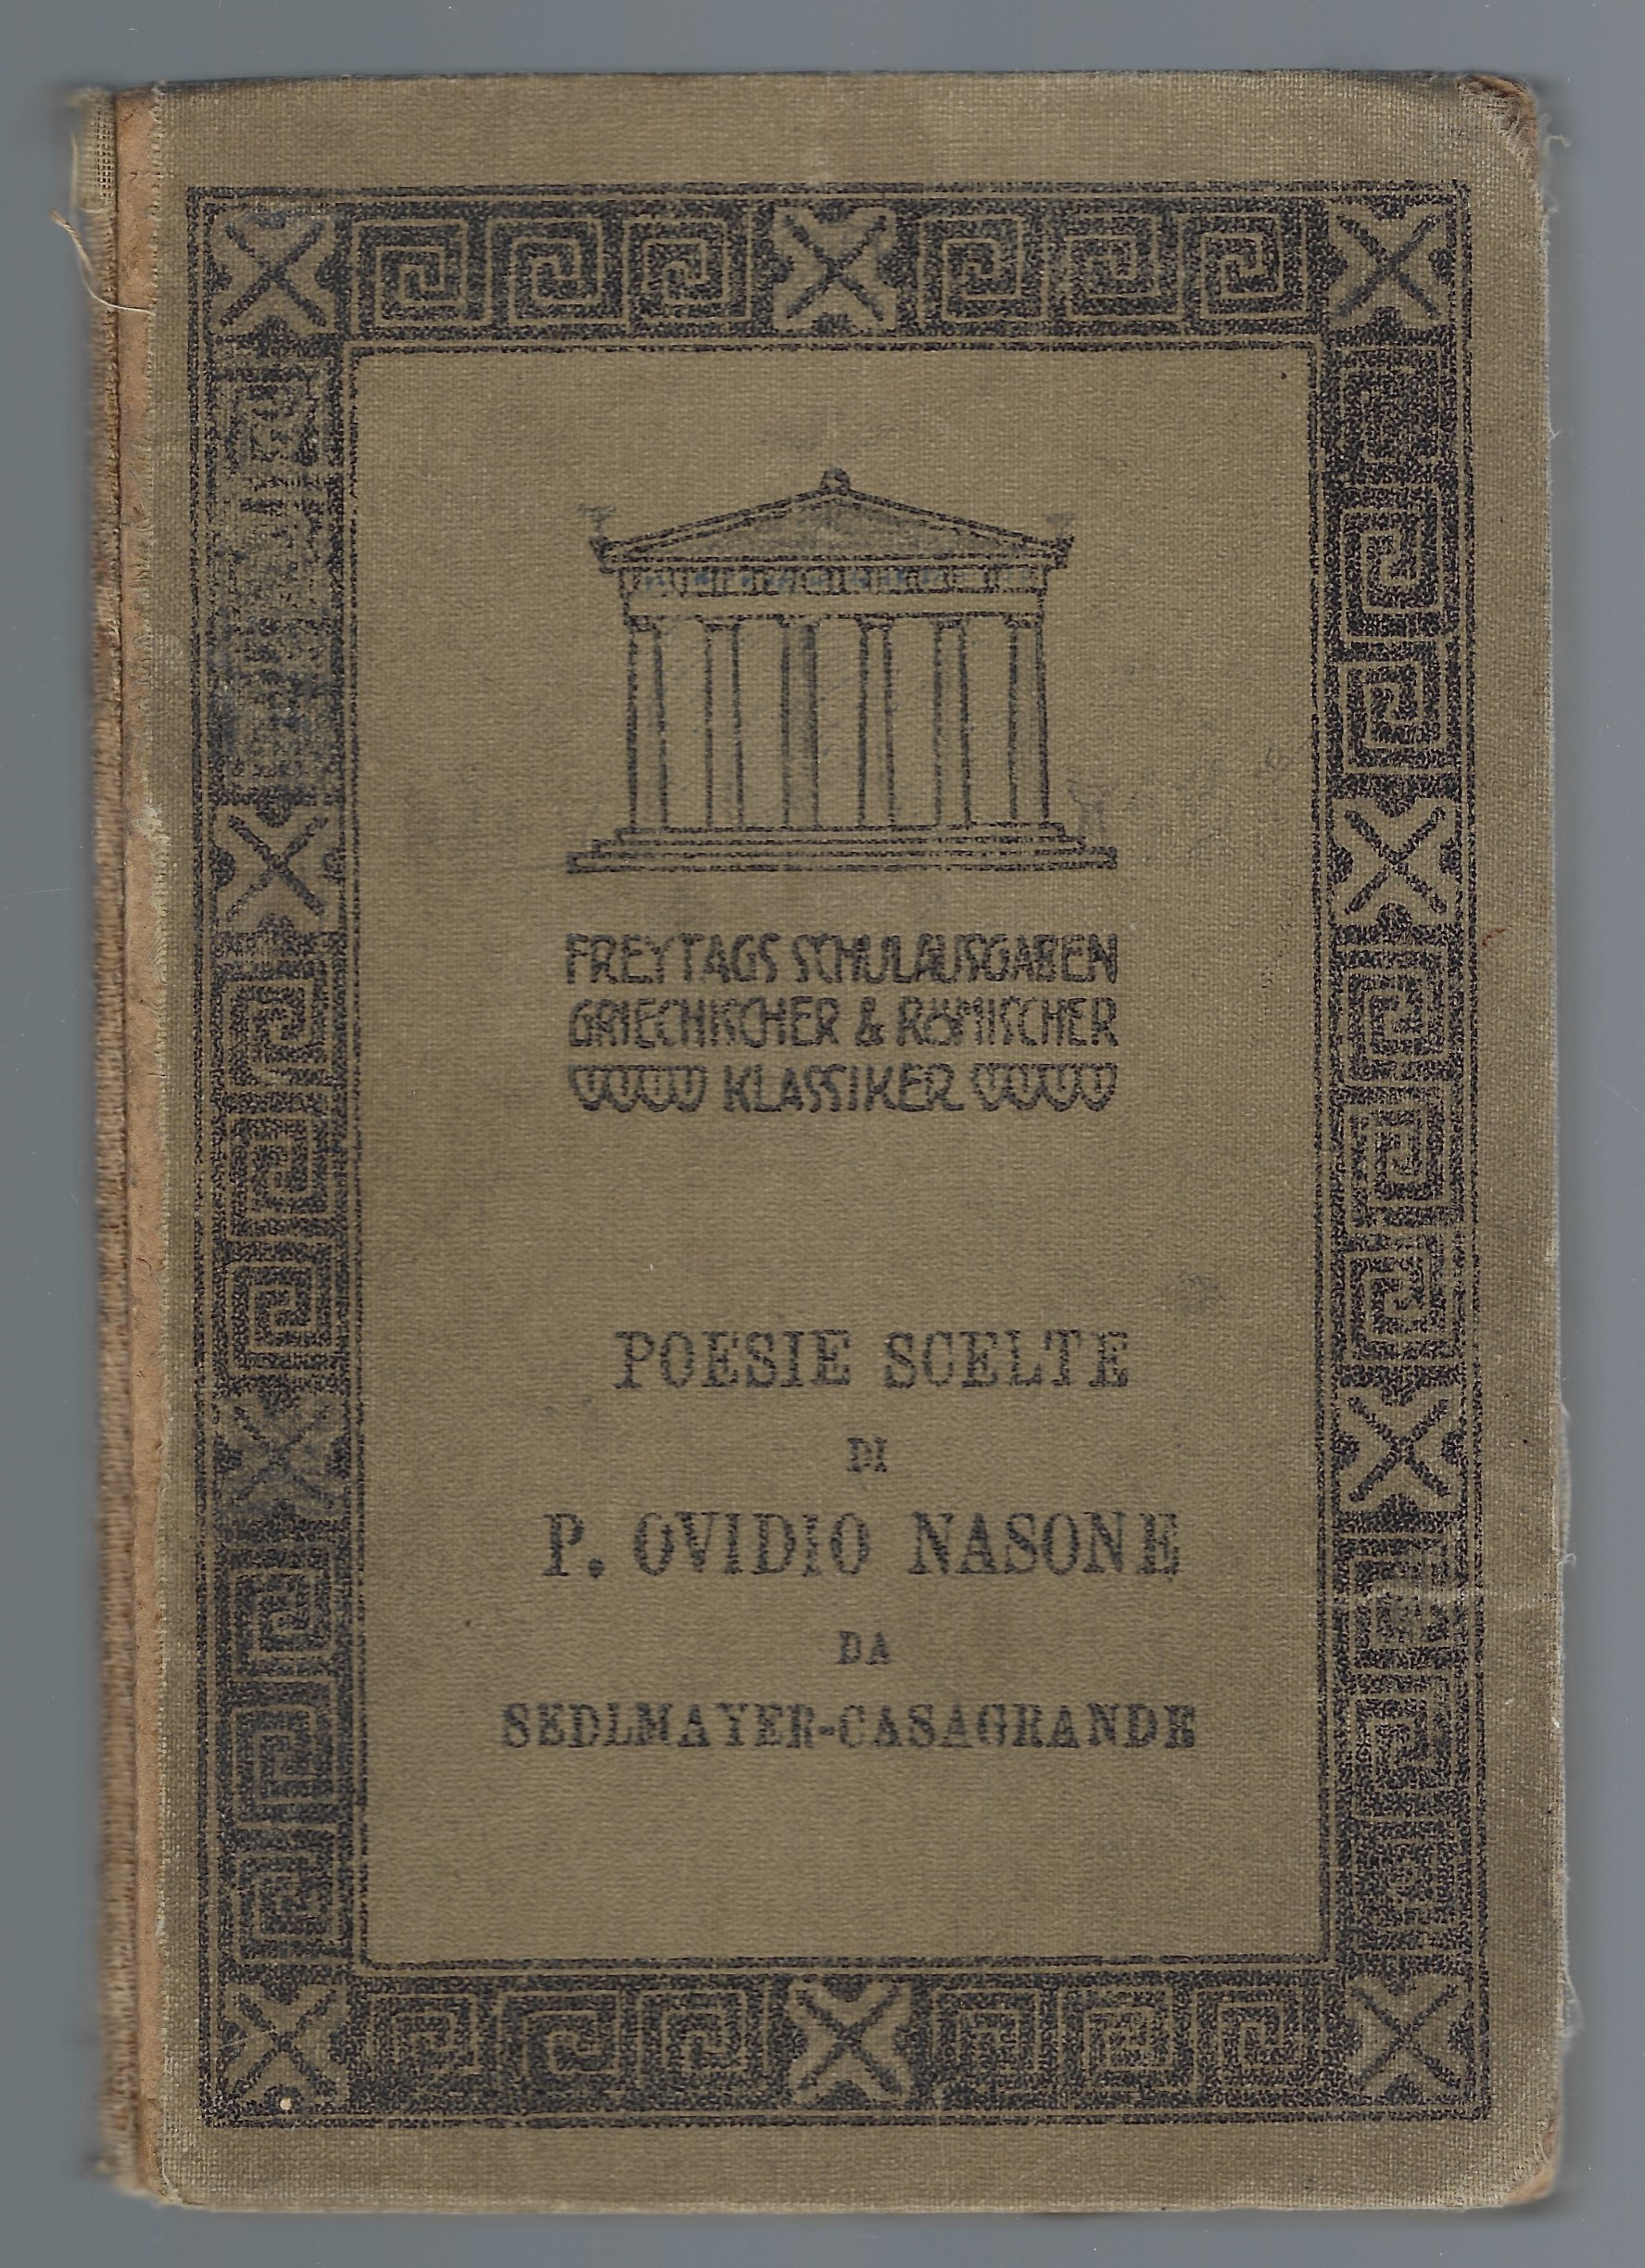 FREYTAGS SCHULAUSGABEN
GRIECHISCHER & RÖMISCHER
KLASSIKER
POESIE SCELTE
DI
P. OVIDIO NASONE
DA
SEDLMAYER-CASAGRANDE